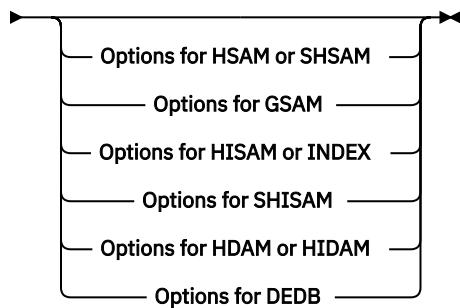 Options for HSAM or SHSAM
Options for GSAM
Options for HISAM or INDEX
Options for SHISAM
Options for HDAM or HIDAM
Options for DEDB